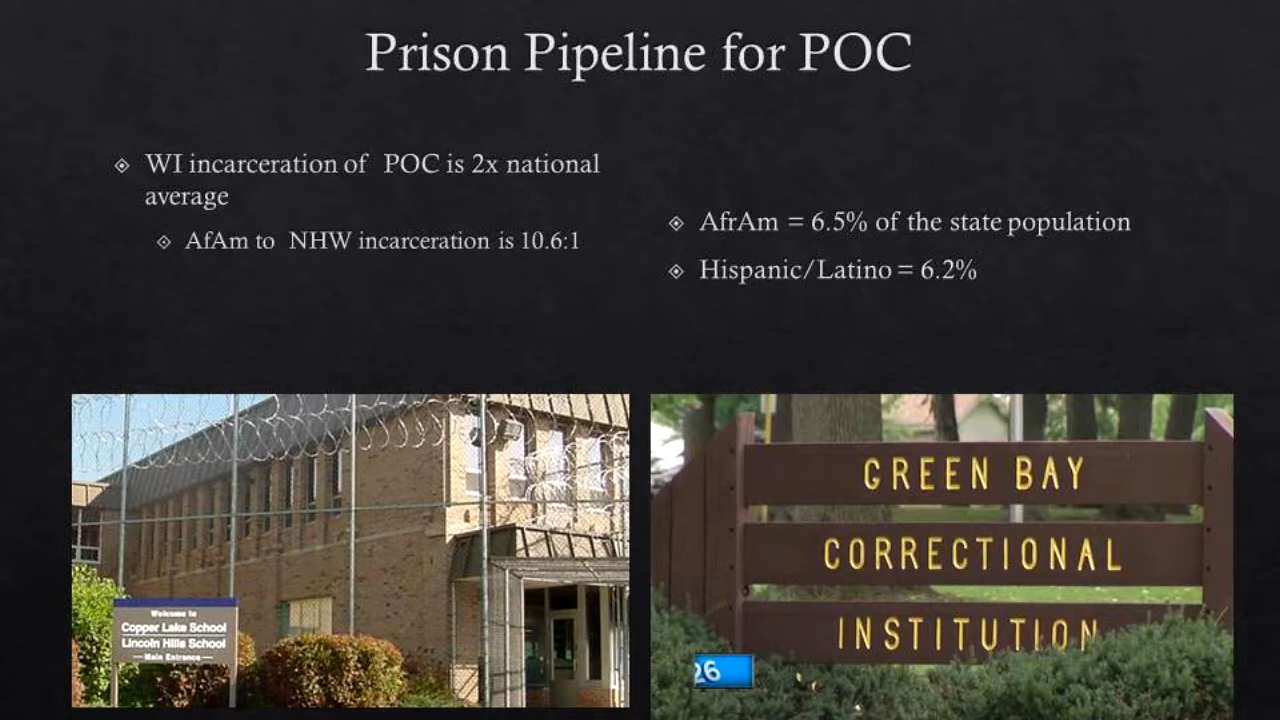 Prison Pipeline for POC
WI incarceration of POC is 2x national
average
AfAm to NHW incarceration is 10.6:1
AfrAm = 6.5% of the state population
Hispanic/Latino = 6.2%
Welcome to
Copper Lake School
Lincoln Hills School
Main Entrance
GREEN BAY
CORRECTIONAL
INSTITUTION
26